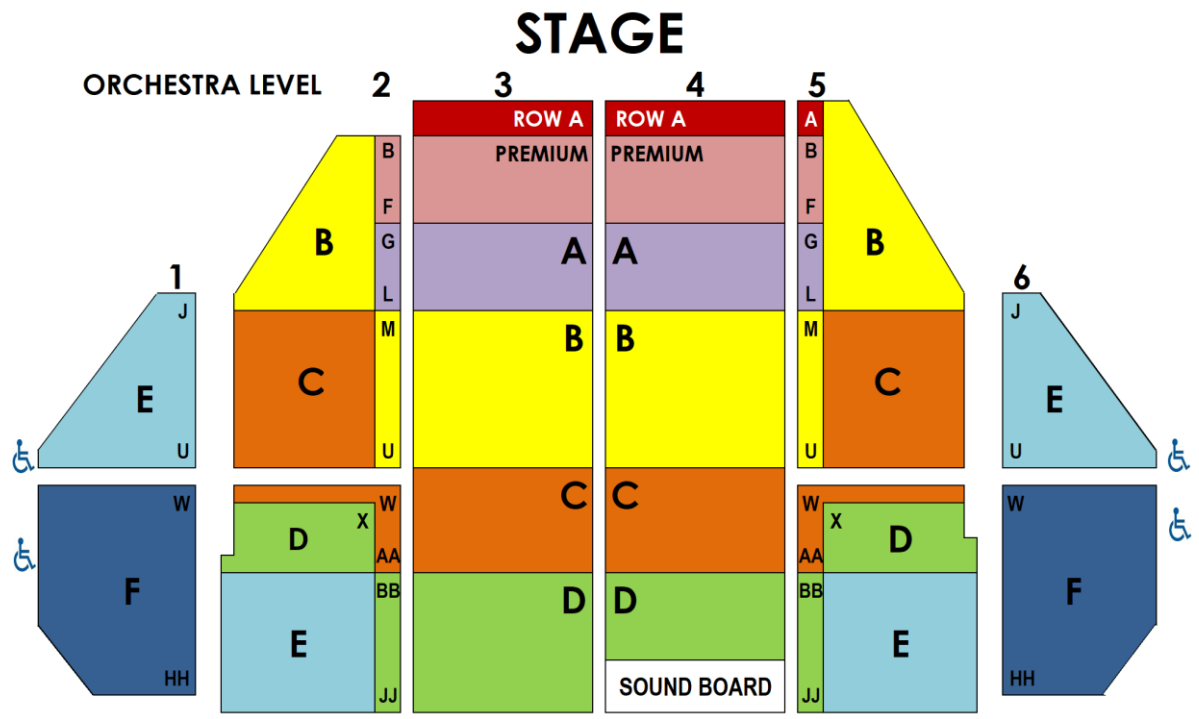 STAGE
ORCHESTRA LEVEL 2 3 4 5
ROW A ROW A A
B PREMIUM PREMIUM B
F F
B G A A G B
1 6
L L
J J
M B B M
C C
E E
U U U U
W W C C W W
X X
D D
AA AA
F BB D D BB F
E E
HH HH
JJ SOUND BOARD JJ